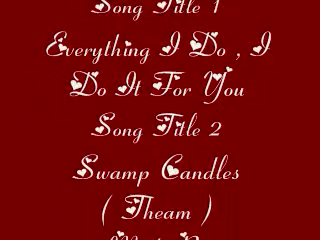 Song Title 1
Everything I Do , I
Do It For You
Song Title 2
Swamp Candles
( Theam )